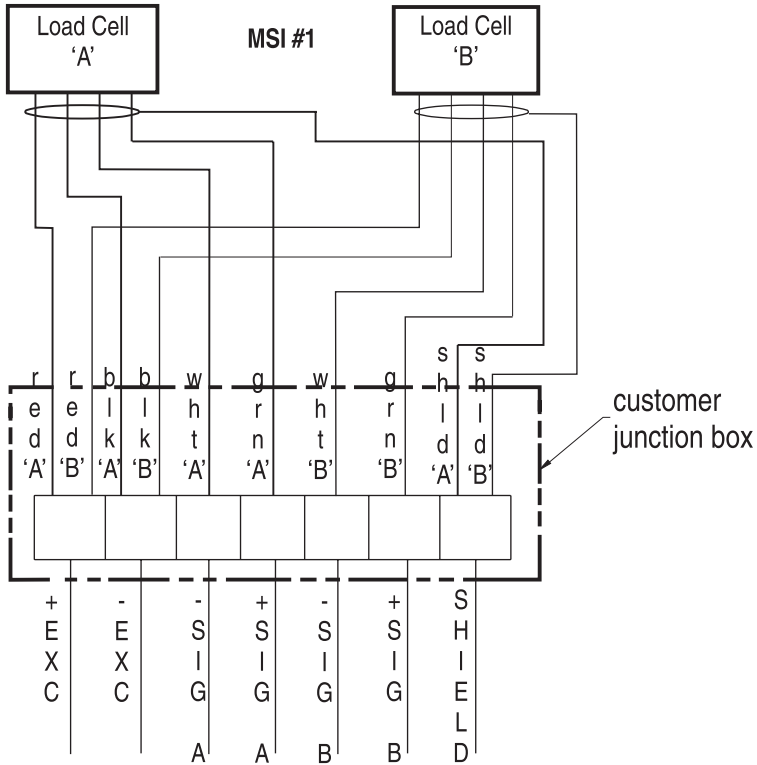 Load Cell
‘A’
MSI #1
Load Cell
‘B’
red ‘A’
red ‘B’
blk ‘A’
blk ‘B’
wht ‘A’
grn ‘A’
wht ‘B’
grn ‘B’
shld ‘A’
shld ‘B’
customer
junction box
+EXC
-EXC
-SIG A
+SIG A
-SIG B
+SIG B
SHIELD